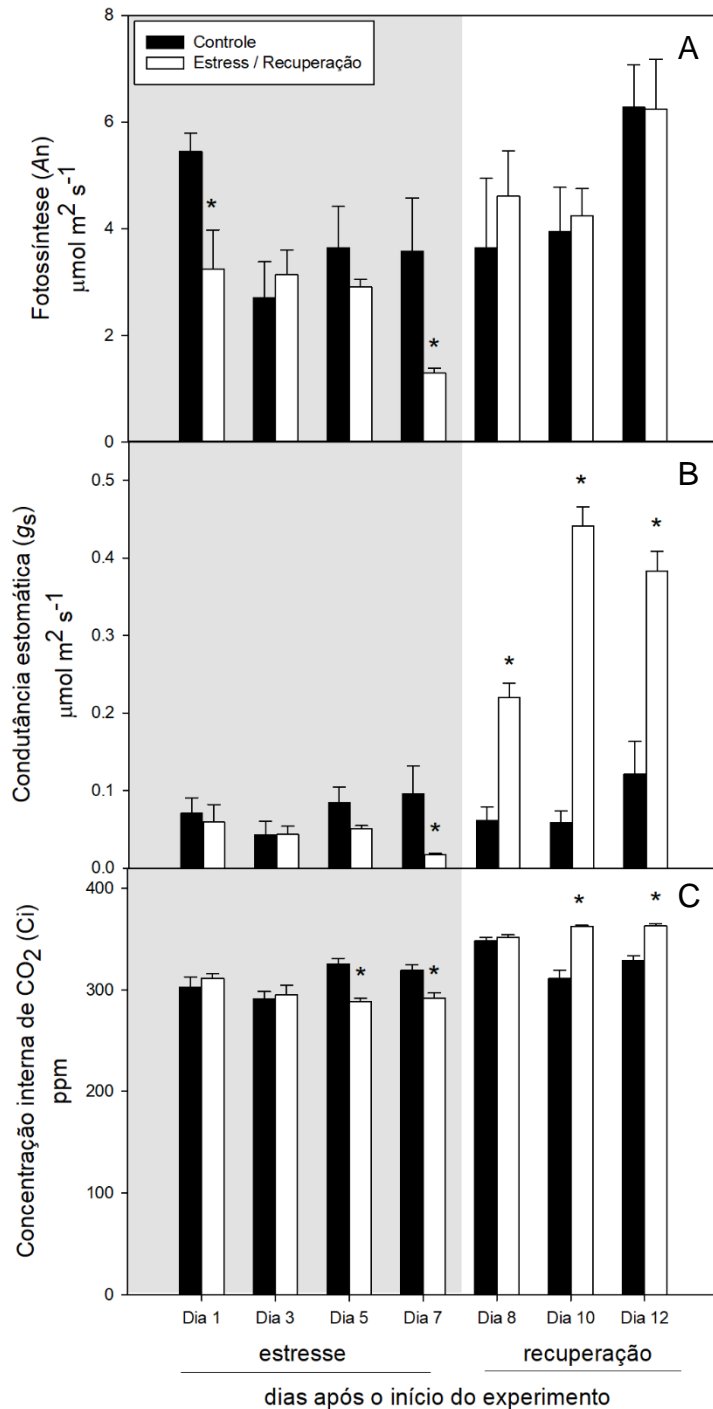 8
6
4
2
0
Fotossíntese (An)
μmol m² s⁻¹
Controle
Estress / Recuperação
A
*
*
0.5
0.4
0.3
0.2
0.1
0.0
Condutância estomática (gs)
μmol m² s⁻¹
B
*
*
*
*
400
300
200
100
0
Concentração interna de CO₂ (Ci)
ppm
C
*
*
*
*
Dia 1 Dia 3 Dia 5 Dia 7 Dia 8 Dia 10 Dia 12
estresse recuperação
dias após o início do experimento